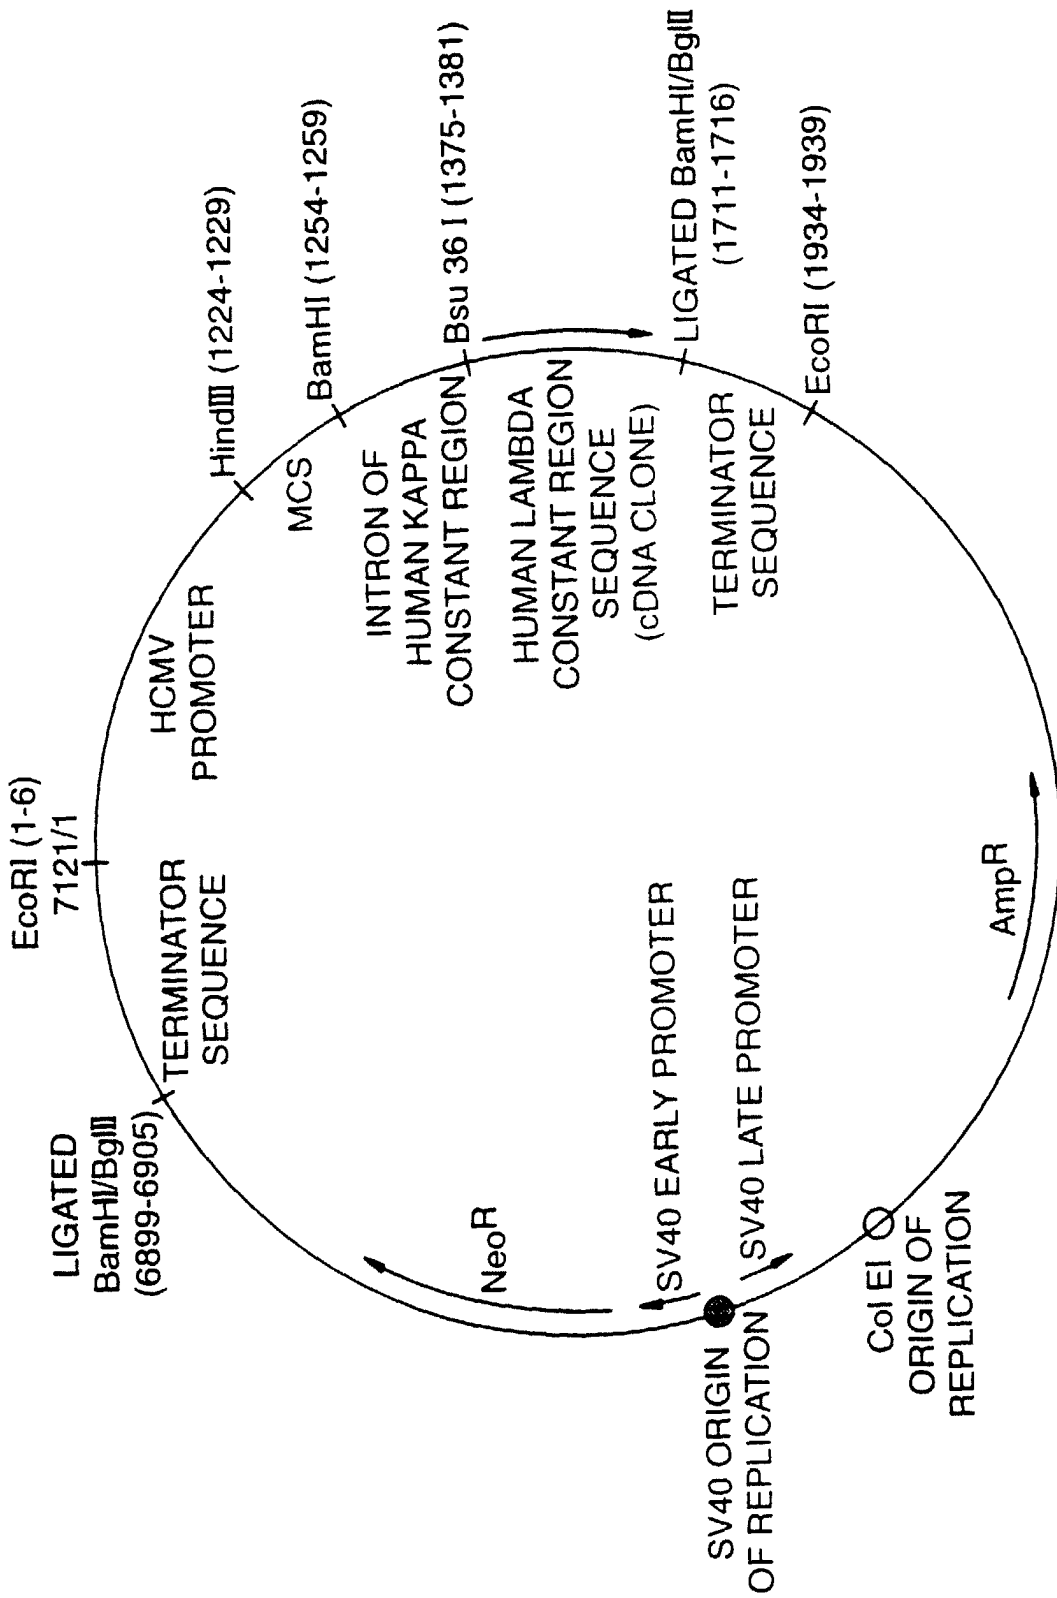 EcoRI (1-6)
7121/1
HCMV
PROMOTER
HindIII (1224-1229)
MCS
BamHI (1254-1259)
INTRON OF
HUMAN KAPPA
CONSTANT REGION
Bsu 36 I (1375-1381)
HUMAN LAMBDA
CONSTANT REGION
SEQUENCE
(cDNA CLONE)
LIGATED BamHI/BglII
(1711-1716)
TERMINATOR
SEQUENCE
EcoRI (1934-1939)
AmpR
Col EI
ORIGIN OF
REPLICATION
SV40 LATE PROMOTER
SV40 EARLY PROMOTER
SV40 ORIGIN
OF REPLICATION
NeoR
LIGATED
BamHI/BglII
(6899-6905)
TERMINATOR
SEQUENCE